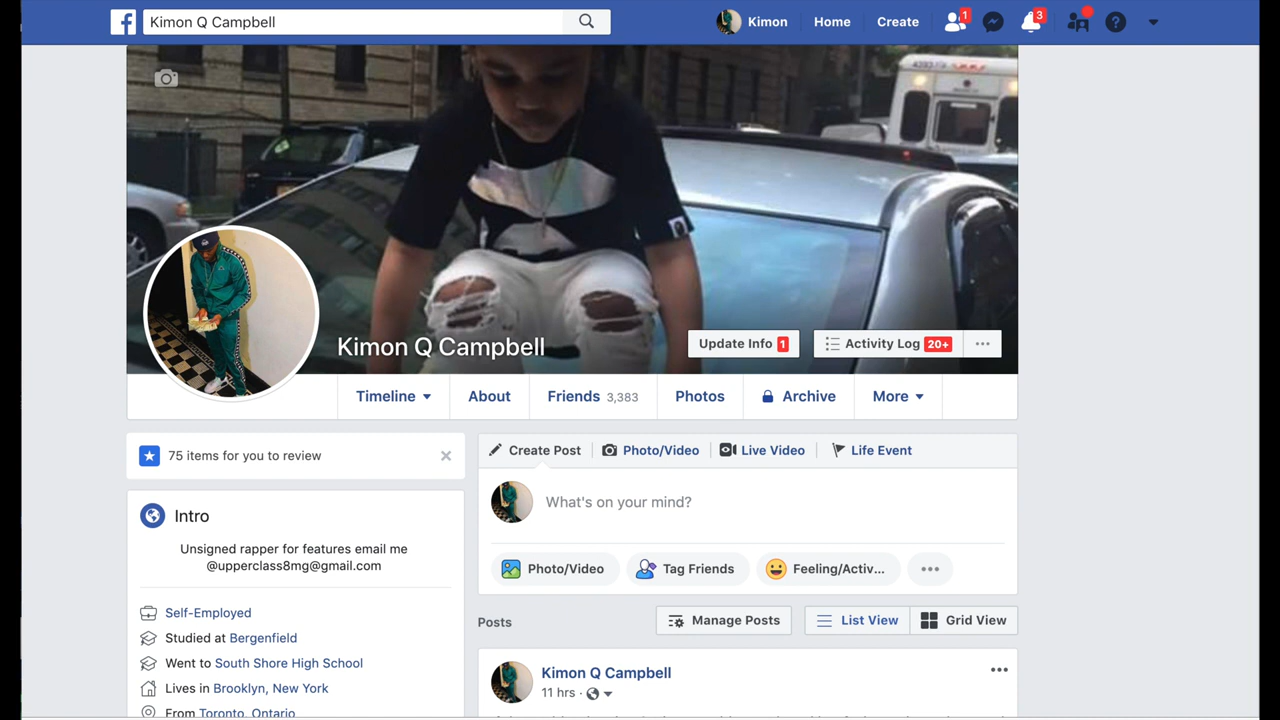 Kimon Q Campbell
Kimon
Home
Create
1
3
Kimon Q Campbell
Update Info 1
Activity Log 20+
Timeline
About
Friends 3,383
Photos
Archive
More
75 items for you to review
Create Post
Photo/Video
Live Video
Life Event
What's on your mind?
Photo/Video
Tag Friends
Feeling/Activ...
Intro
Unsigned rapper for features email me
@upperclass8mg@gmail.com
Self-Employed
Studied at Bergenfield
Went to South Shore High School
Lives in Brooklyn, New York
From Toronto, Ontario
Posts
Manage Posts
List View
Grid View
Kimon Q Campbell
11 hrs ·